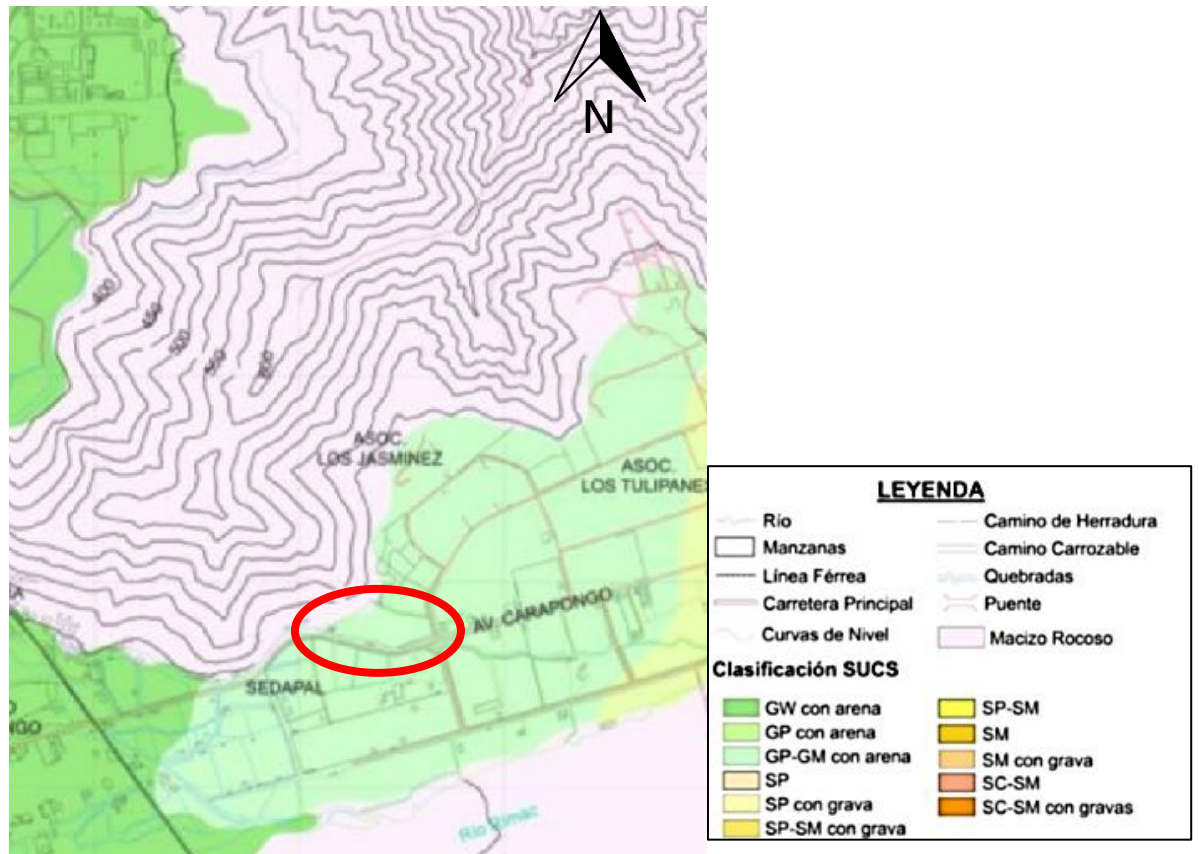 N
400
450
500
550
600
ASOC.
LOS JASMINEZ
ASOC.
LOS TULIPANES
AV. CARAPONGO
SEDAPAL
Río Rimac
LEYENDA
Río
Manzanas
Línea Férrea
Carretera Principal
Curvas de Nivel
Camino de Herradura
Camino Carrozable
Quebradas
Puente
Macizo Rocoso
Clasificación SUCS
GW con arena
GP con arena
GP-GM con arena
SP
SP con grava
SP-SM con grava
SP-SM
SM
SM con grava
SC-SM
SC-SM con gravas